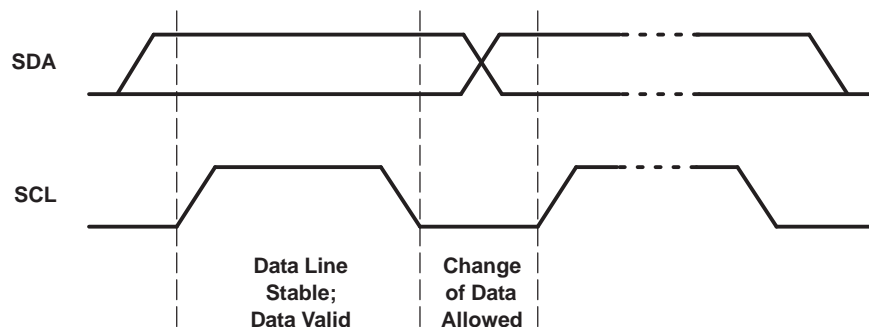 SDA
SCL
Data Line
Stable;
Data Valid
Change
of Data
Allowed